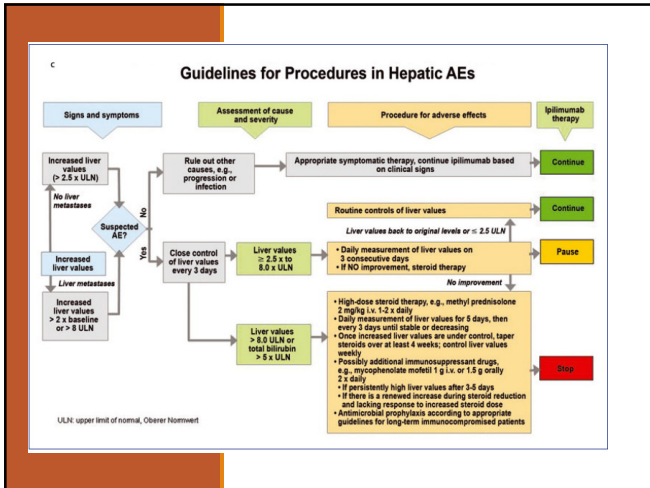 c
Guidelines for Procedures in Hepatic AEs
Signs and symptoms
Assessment of cause
and severity
Procedure for adverse effects
Ipilimumab
therapy
Increased liver
values
(> 2.5 x ULN)
No liver
metastases
Increased
liver values
Liver metastases
Increased liver
values
> 2 x baseline
or > 8 ULN
Suspected
AE?
No
Yes
Rule out other
causes, e.g.,
progression or
infection
Appropriate symptomatic therapy, continue ipilimumab based
on clinical signs
Continue
Close control
of liver values
every 3 days
Liver values
≥ 2.5 x to
8.0 x ULN
Routine controls of liver values
Continue
Liver values back to original levels or ≤ 2.5 ULN
• Daily measurement of liver values on
3 consecutive days
• If NO improvement, steroid therapy
Pause
No improvement
Liver values
> 8.0 ULN or
total bilirubin
> 5 x ULN
• High-dose steroid therapy, e.g., methyl prednisolone
2 mg/kg i.v. 1-2 x daily
• Daily measurement of liver values for 5 days, then
every 3 days until stable or decreasing
• Once increased liver values are under control, taper
steroids over at least 4 weeks; control liver values
weekly
• Possibly additional immunosuppressant drugs,
e.g., mycophenolate mofetil 1 g i.v. or 1.5 g orally
2 x daily
• If persistently high liver values after 3-5 days
• If there is a renewed increase during steroid reduction
and lacking response to increased steroid dose
• Antimicrobial prophylaxis according to appropriate
guidelines for long-term immunocompromised patients
Stop
ULN: upper limit of normal, Oberer Normwert